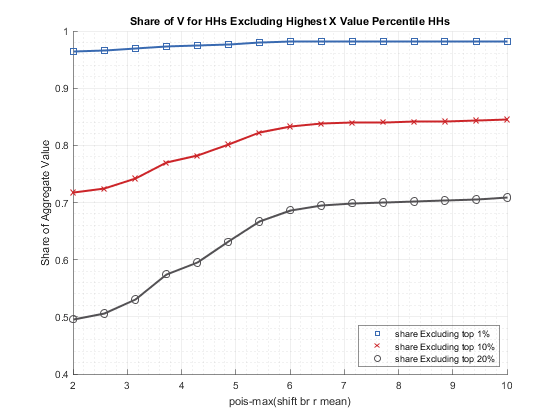 Share of V for HHs Excluding Highest X Value Percentile HHs
1
0.9
0.8
0.7
0.6
0.5
0.4
Share of Aggregate Value
share Excluding top 1%
share Excluding top 10%
share Excluding top 20%
2 3 4 5 6 7 8 9 10
pois-max(shift br r mean)